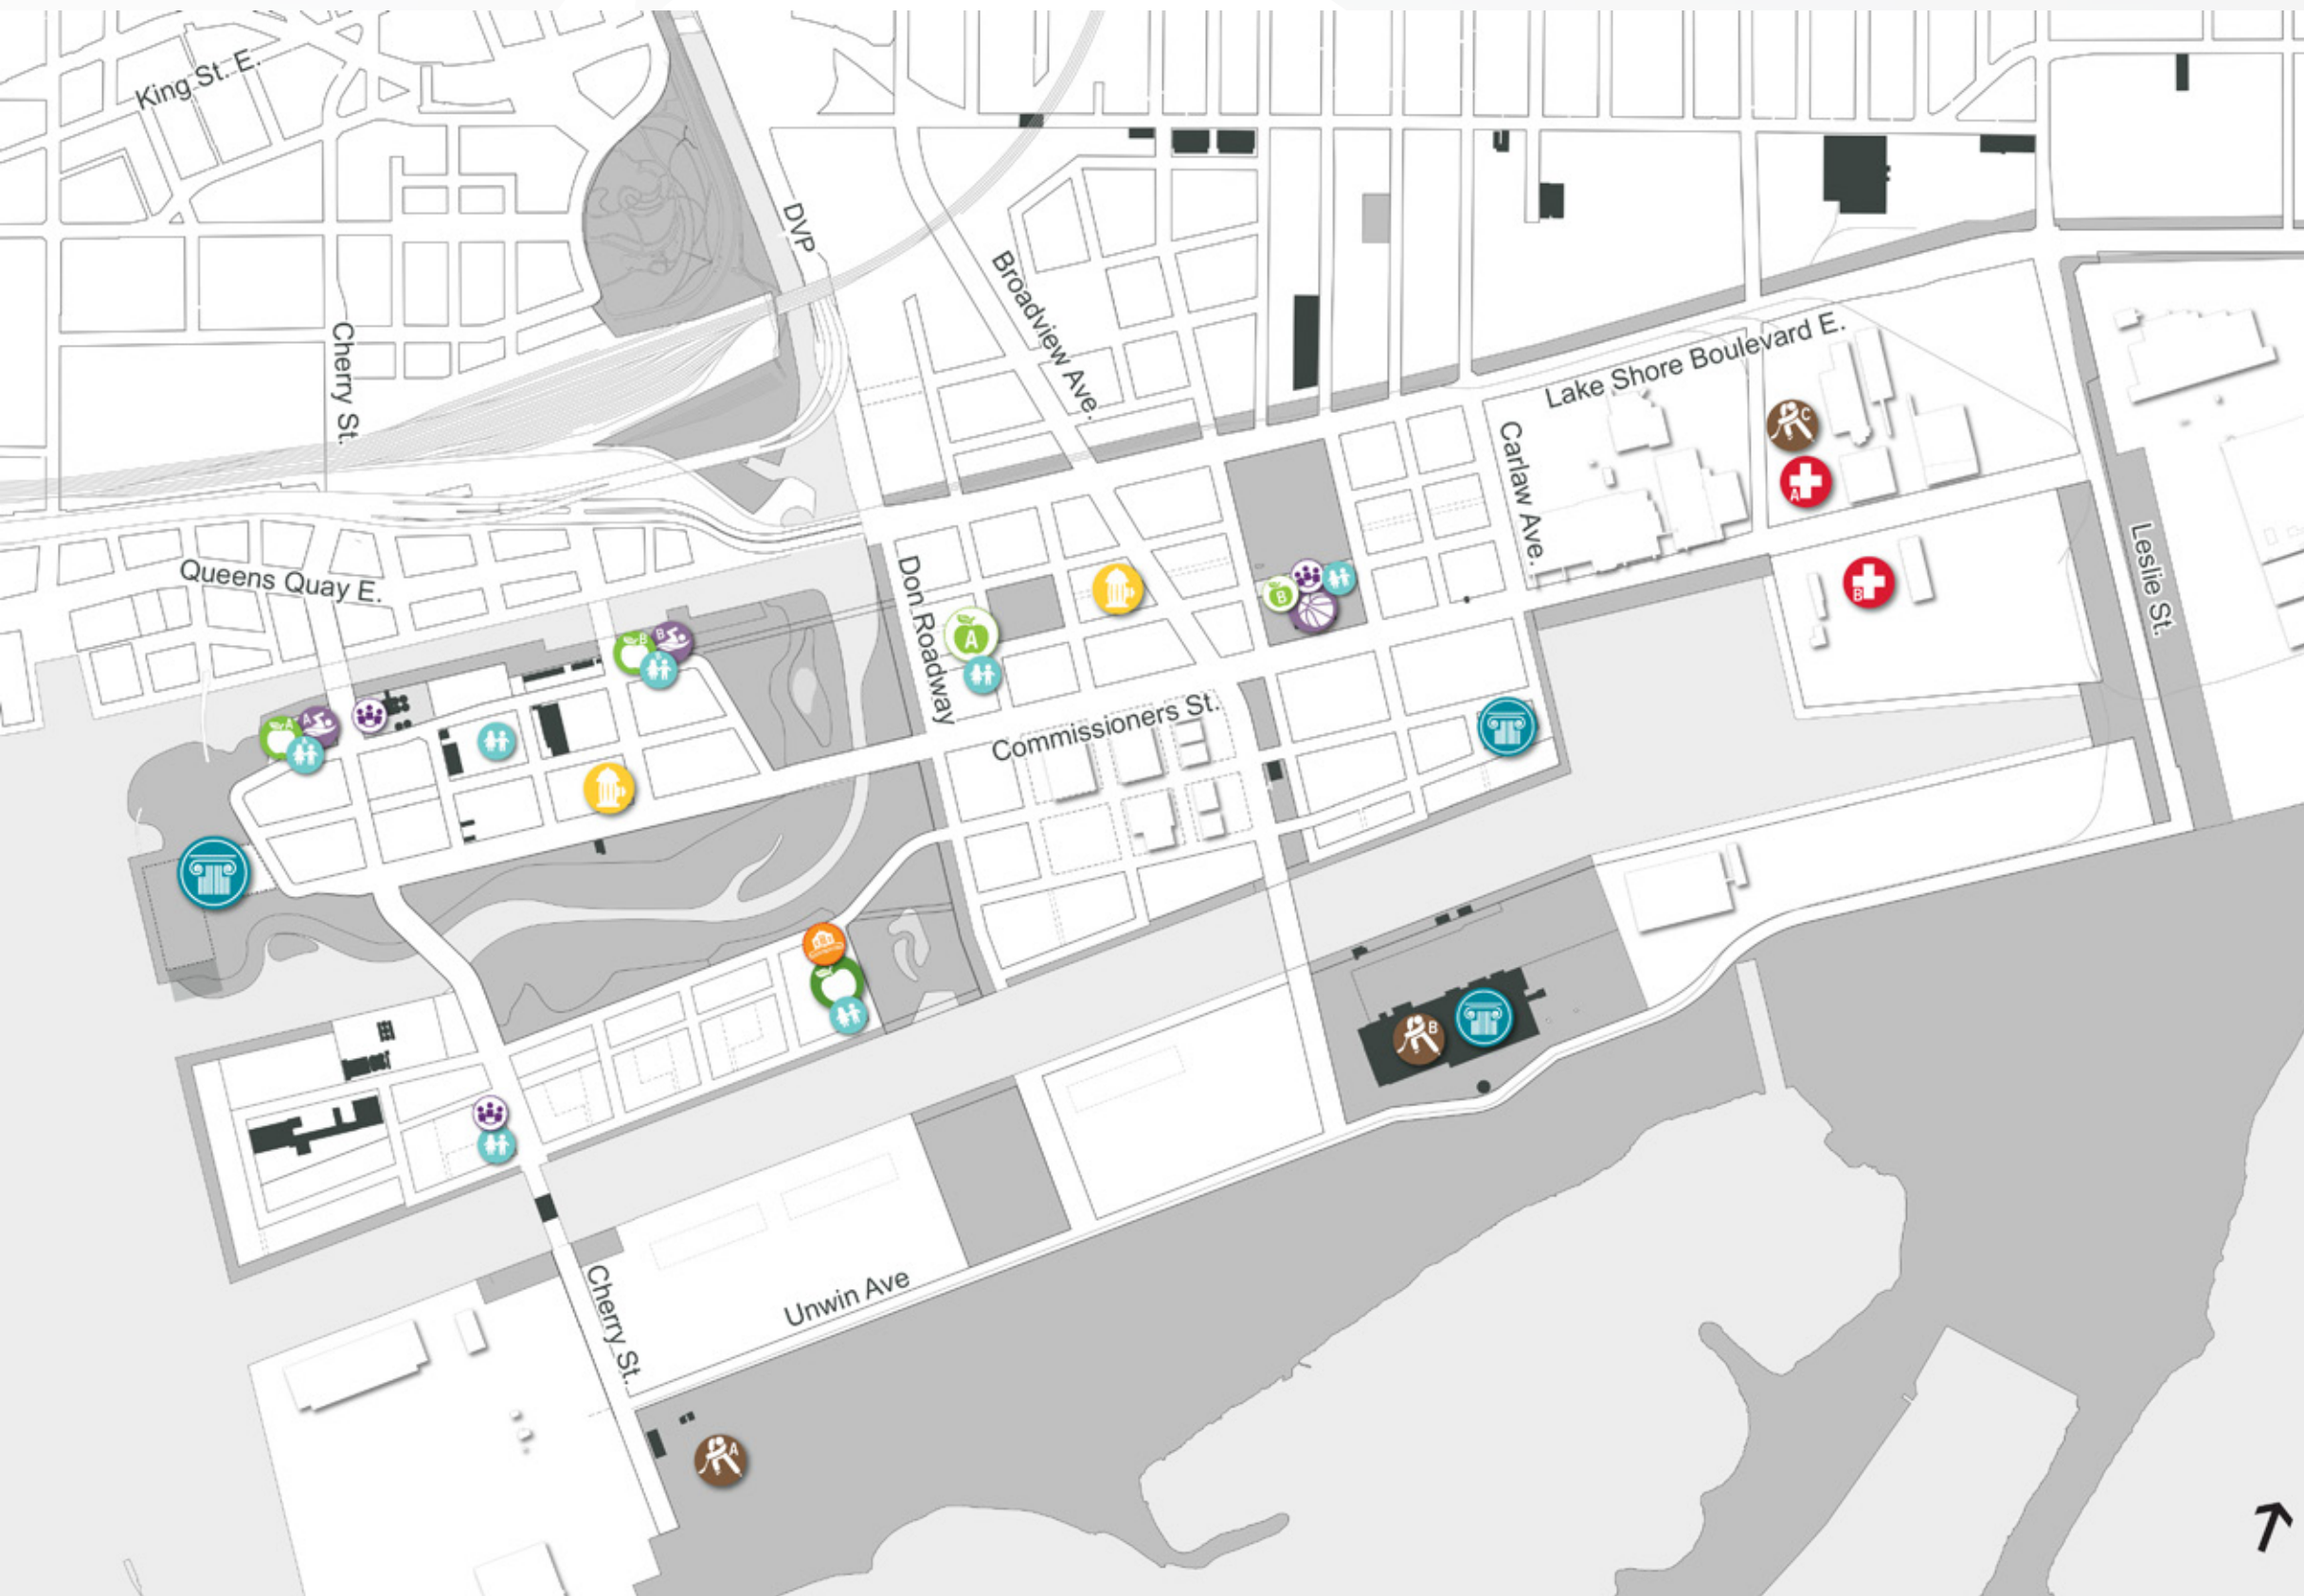 King St. E.
DVP
Broadview Ave.
Cherry St.
Lake Shore Boulevard E.
C
Carlaw Ave.
A
Leslie St.
Queens Quay E.
Don Roadway
B
B
B
A
B
A
A
Commissioners St.
B
Cherry St.
Unwin Ave
A